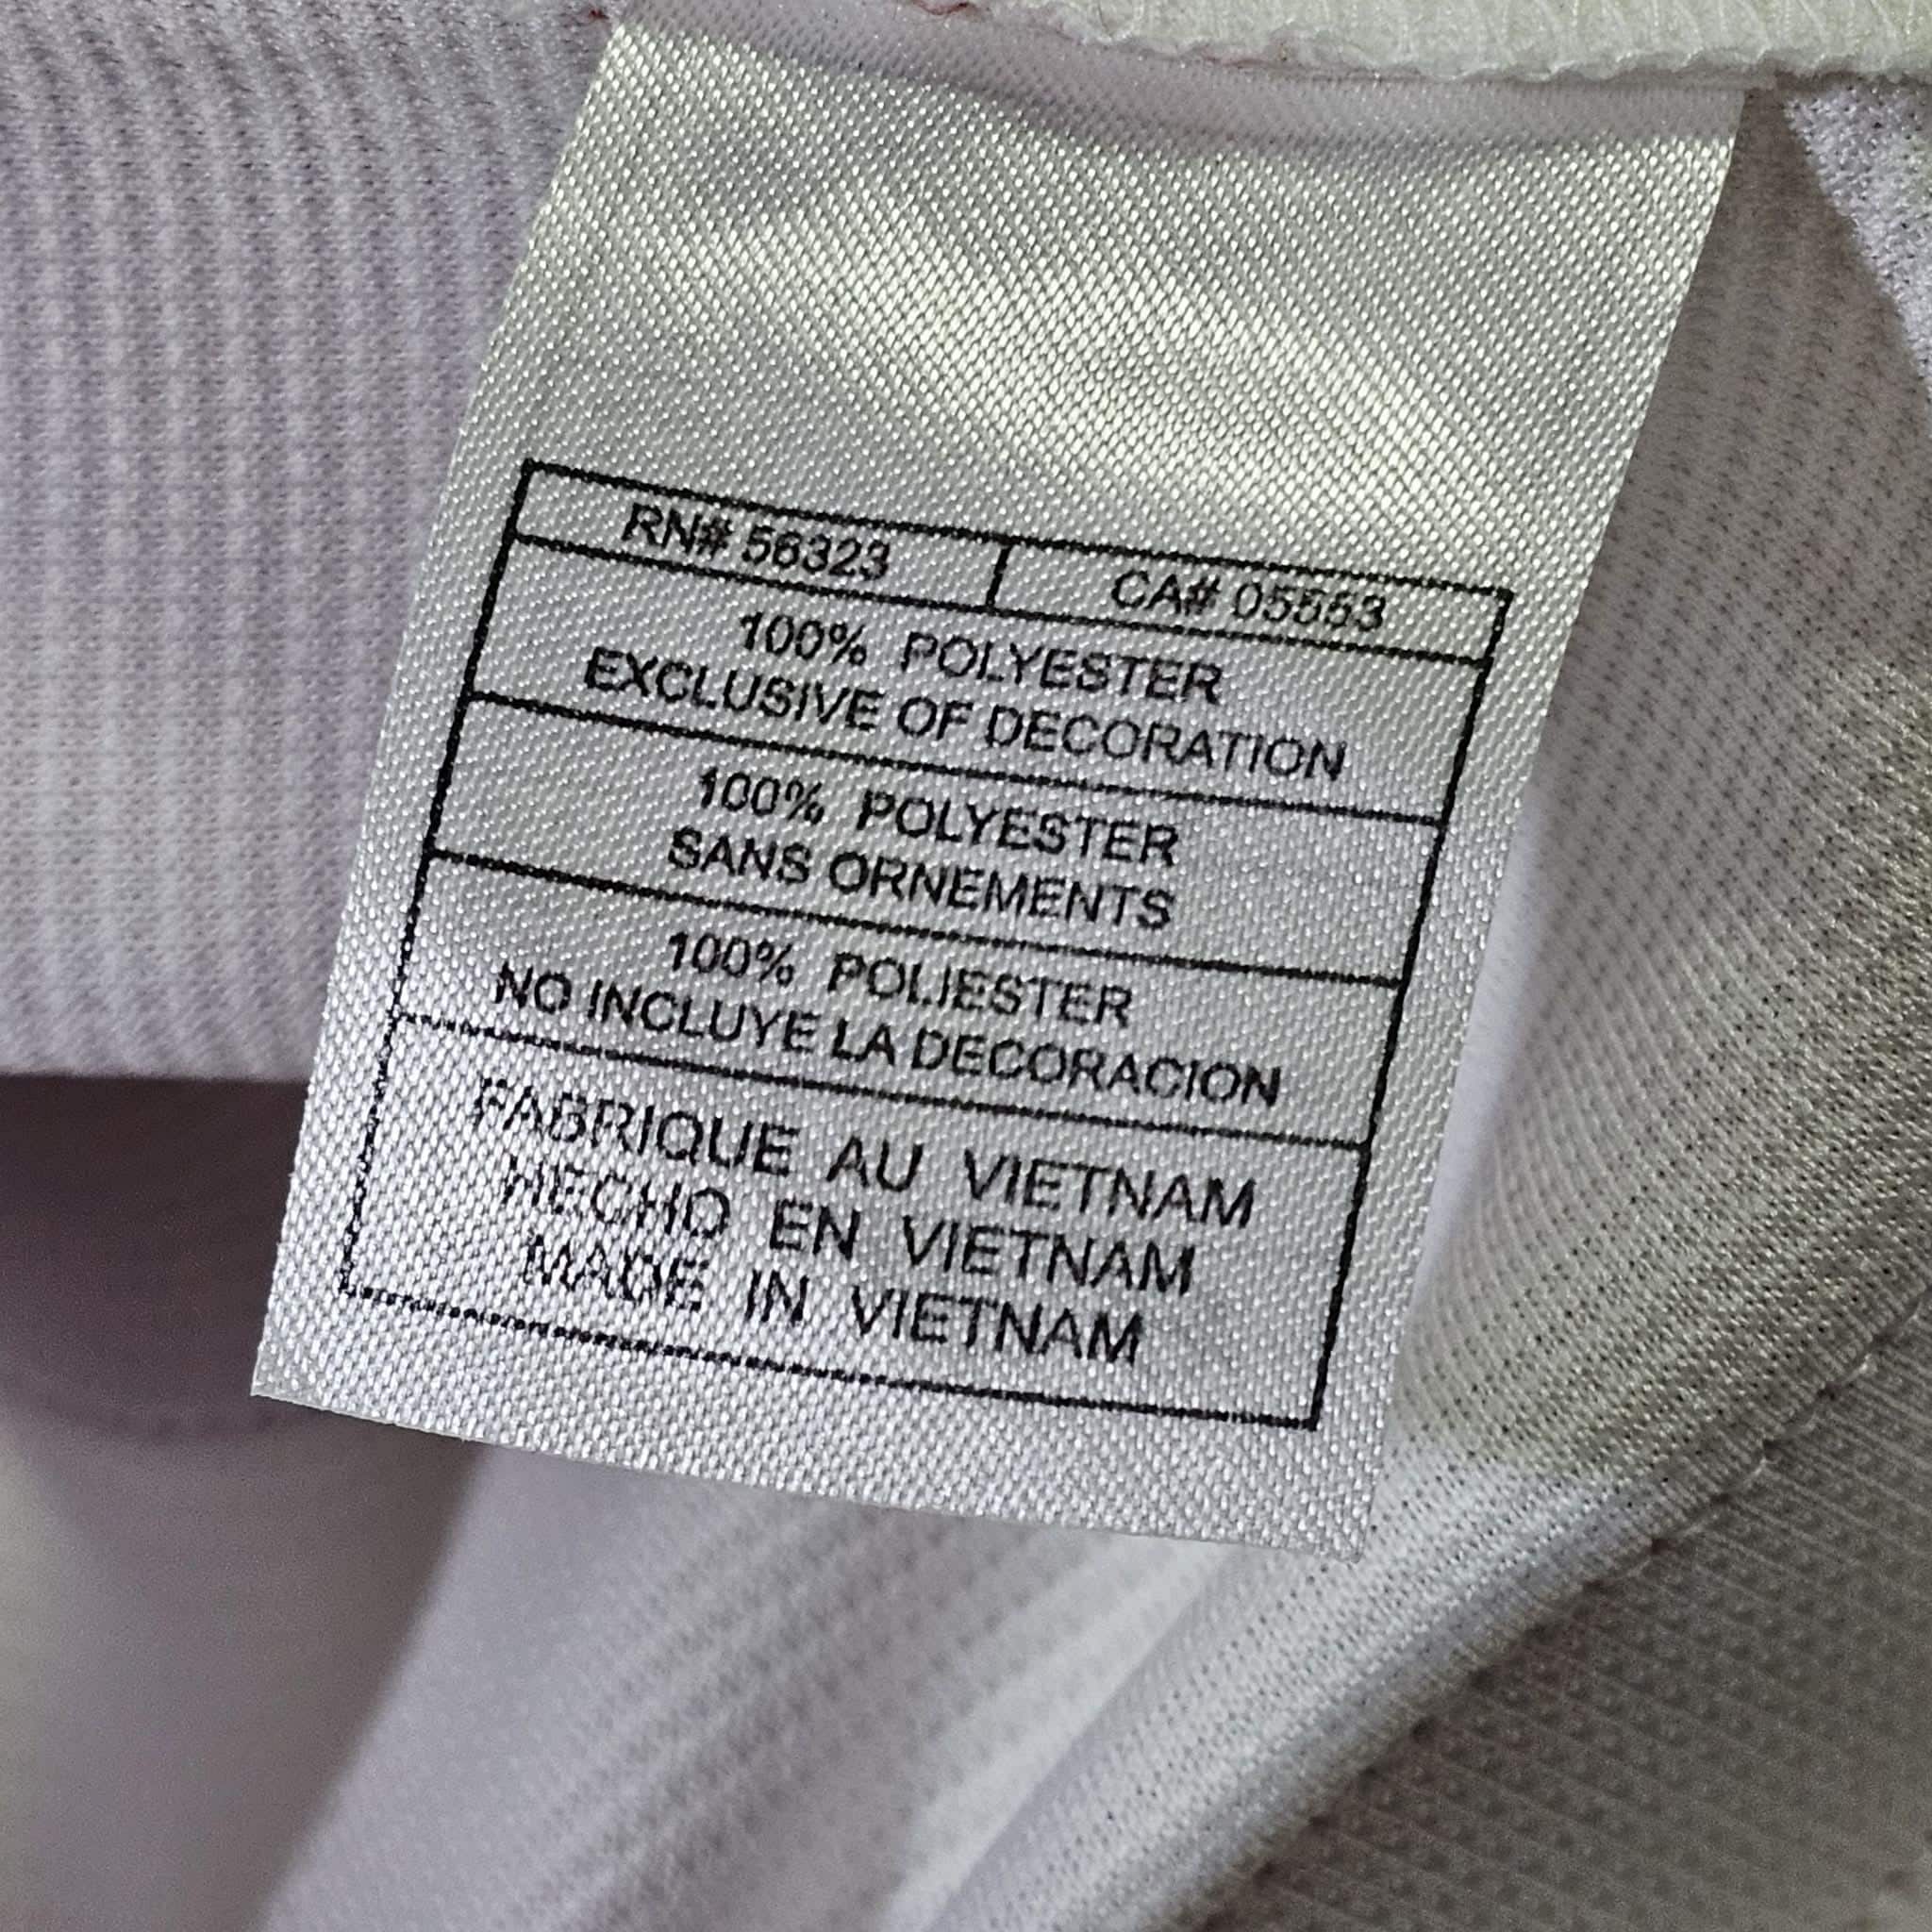 RN# 56323
CA# 05553
100% POLYESTER
EXCLUSIVE OF DECORATION
100% POLYESTER
SANS ORNEMENTS
100% POLIESTER
NO INCLUYE LA DECORACION
FABRIQUE AU VIETNAM
HECHO EN VIETNAM
MADE IN VIETNAM